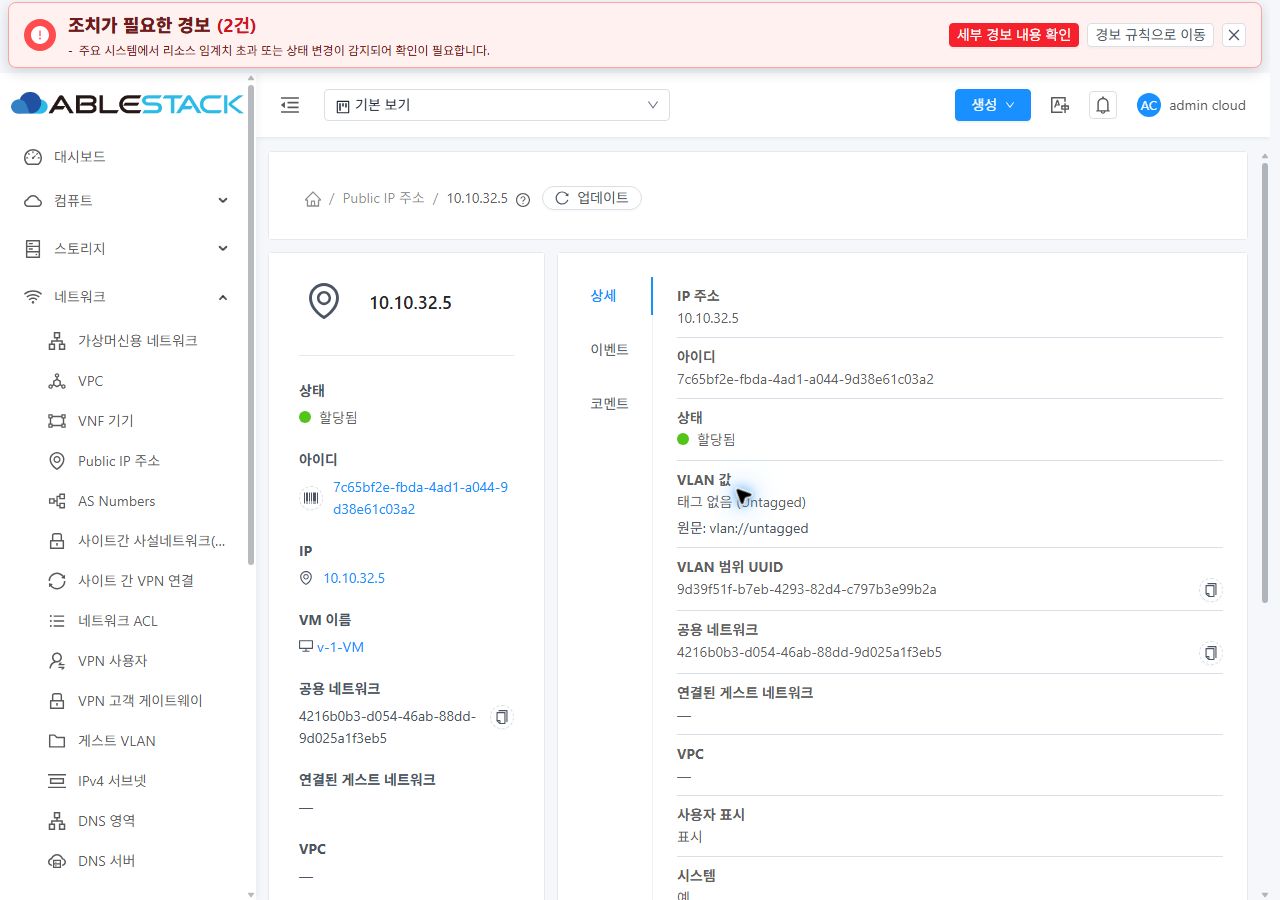 조치가 필요한 경보 (2건)
- 주요 시스템에서 리소스 임계치 초과 또는 상태 변경이 감지되어 확인이 필요합니다.
세부 경보 내용 확인
경보 규칙으로 이동
ABLESTACK
기본 보기
생성
AC
admin cloud
대시보드
컴퓨트
스토리지
네트워크
가상머신용 네트워크
VPC
VNF 기기
Public IP 주소
AS Numbers
사이트간 사설네트워크(...
사이트 간 VPN 연결
네트워크 ACL
VPN 사용자
VPN 고객 게이트웨이
게스트 VLAN
IPv4 서브넷
DNS 영역
DNS 서버
/ Public IP 주소 / 10.10.32.5
업데이트
10.10.32.5
상태
할당됨
아이디
7c65bf2e-fbda-4ad1-a044-9
d38e61c03a2
IP
10.10.32.5
VM 이름
v-1-VM
공용 네트워크
4216b0b3-d054-46ab-88dd-
9d025a1f3eb5
연결된 게스트 네트워크
—
VPC
—
상세
이벤트
코멘트
IP 주소
10.10.32.5
아이디
7c65bf2e-fbda-4ad1-a044-9d38e61c03a2
상태
할당됨
VLAN 값
태그 없음 (Untagged)
원문: vlan://untagged
VLAN 범위 UUID
9d39f51f-b7eb-4293-82d4-c797b3e99b2a
공용 네트워크
4216b0b3-d054-46ab-88dd-9d025a1f3eb5
연결된 게스트 네트워크
—
VPC
—
사용자 표시
표시
시스템
예